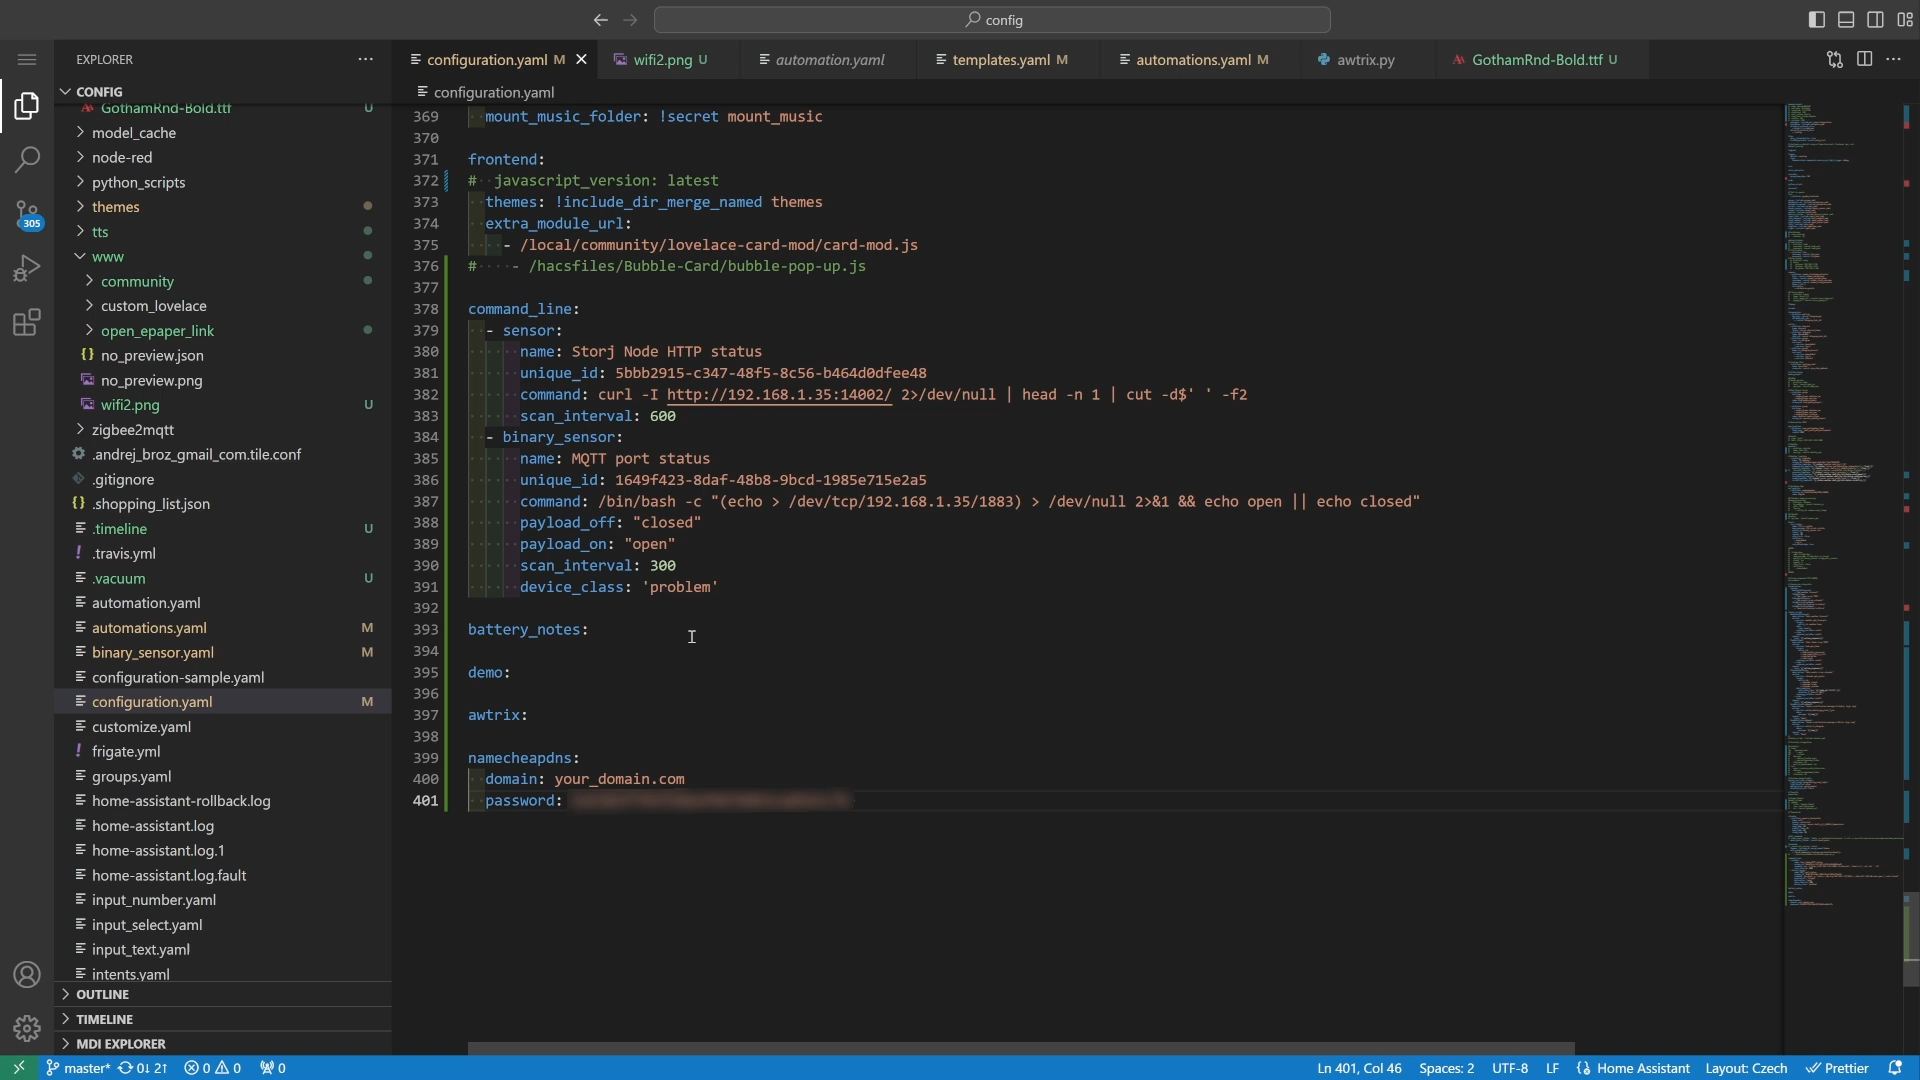 config
EXPLORER
configuration.yaml M
wifi2.png U
automation.yaml
templates.yaml M
automations.yaml M
awtrix.py
GothamRnd-Bold.ttf U
CONFIG
GothamRnd-Bold.ttf U
model_cache
node-red
python_scripts
themes
tts
www
community
custom_lovelace
open_epaper_link
no_preview.json
no_preview.png
wifi2.png U
zigbee2mqtt
.andrej_broz_gmail_com.tile.conf
.gitignore
.shopping_list.json
.timeline U
.travis.yml
.vacuum U
automation.yaml
automations.yaml M
binary_sensor.yaml M
configuration-sample.yaml
configuration.yaml M
customize.yaml
frigate.yml
groups.yaml
home-assistant-rollback.log
home-assistant.log
home-assistant.log.1
home-assistant.log.fault
input_number.yaml
input_select.yaml
input_text.yaml
intents.yaml
OUTLINE
TIMELINE
MDI EXPLORER
305
configuration.yaml
369 mount_music_folder: !secret mount_music
370
371 frontend:
372 # javascript_version: latest
373 themes: !include_dir_merge_named themes
374 extra_module_url:
375 - /local/community/lovelace-card-mod/card-mod.js
376 # - /hacsfiles/Bubble-Card/bubble-pop-up.js
377
378 command_line:
379 - sensor:
380 name: Storj Node HTTP status
381 unique_id: 5bbb2915-c347-48f5-8c56-b464d0dfee48
382 command: curl -I http://192.168.1.35:14002/ 2>/dev/null | head -n 1 | cut -d$' ' -f2
383 scan_interval: 600
384 - binary_sensor:
385 name: MQTT port status
386 unique_id: 1649f423-8daf-48b8-9bcd-1985e715e2a5
387 command: /bin/bash -c "(echo > /dev/tcp/192.168.1.35/1883) > /dev/null 2>&1 && echo open || echo closed"
388 payload_off: "closed"
389 payload_on: "open"
390 scan_interval: 300
391 device_class: 'problem'
392
393 battery_notes:
394
395 demo:
396
397 awtrix:
398
399 namecheapdns:
400 domain: your_domain.com
401 password:
master* 0↓ 2↑ 0 0 0
Ln 401, Col 46 Spaces: 2 UTF-8 LF Home Assistant Layout: Czech Prettier